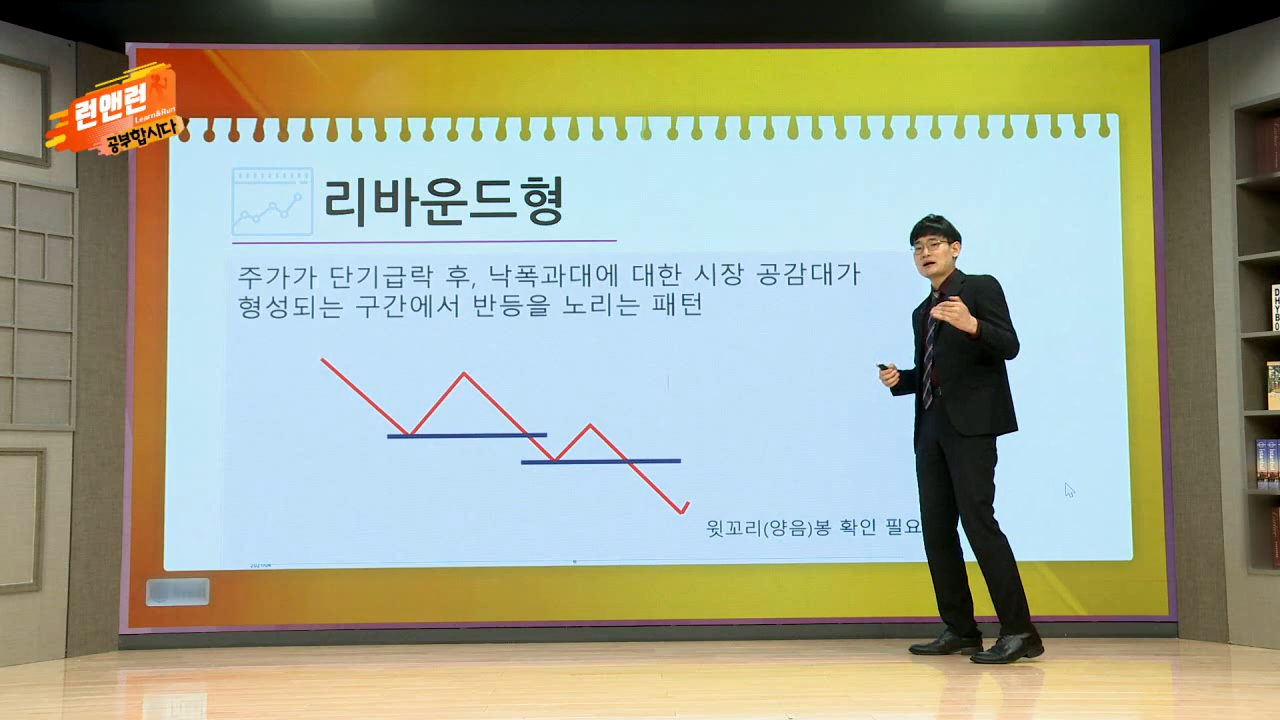 런앤런
Learn&Run
공부합시다
리바운드형
주가가 단기급락 후, 낙폭과대에 대한 시장 공감대가
형성되는 구간에서 반등을 노리는 패턴
윗꼬리(양음)봉 확인 필요